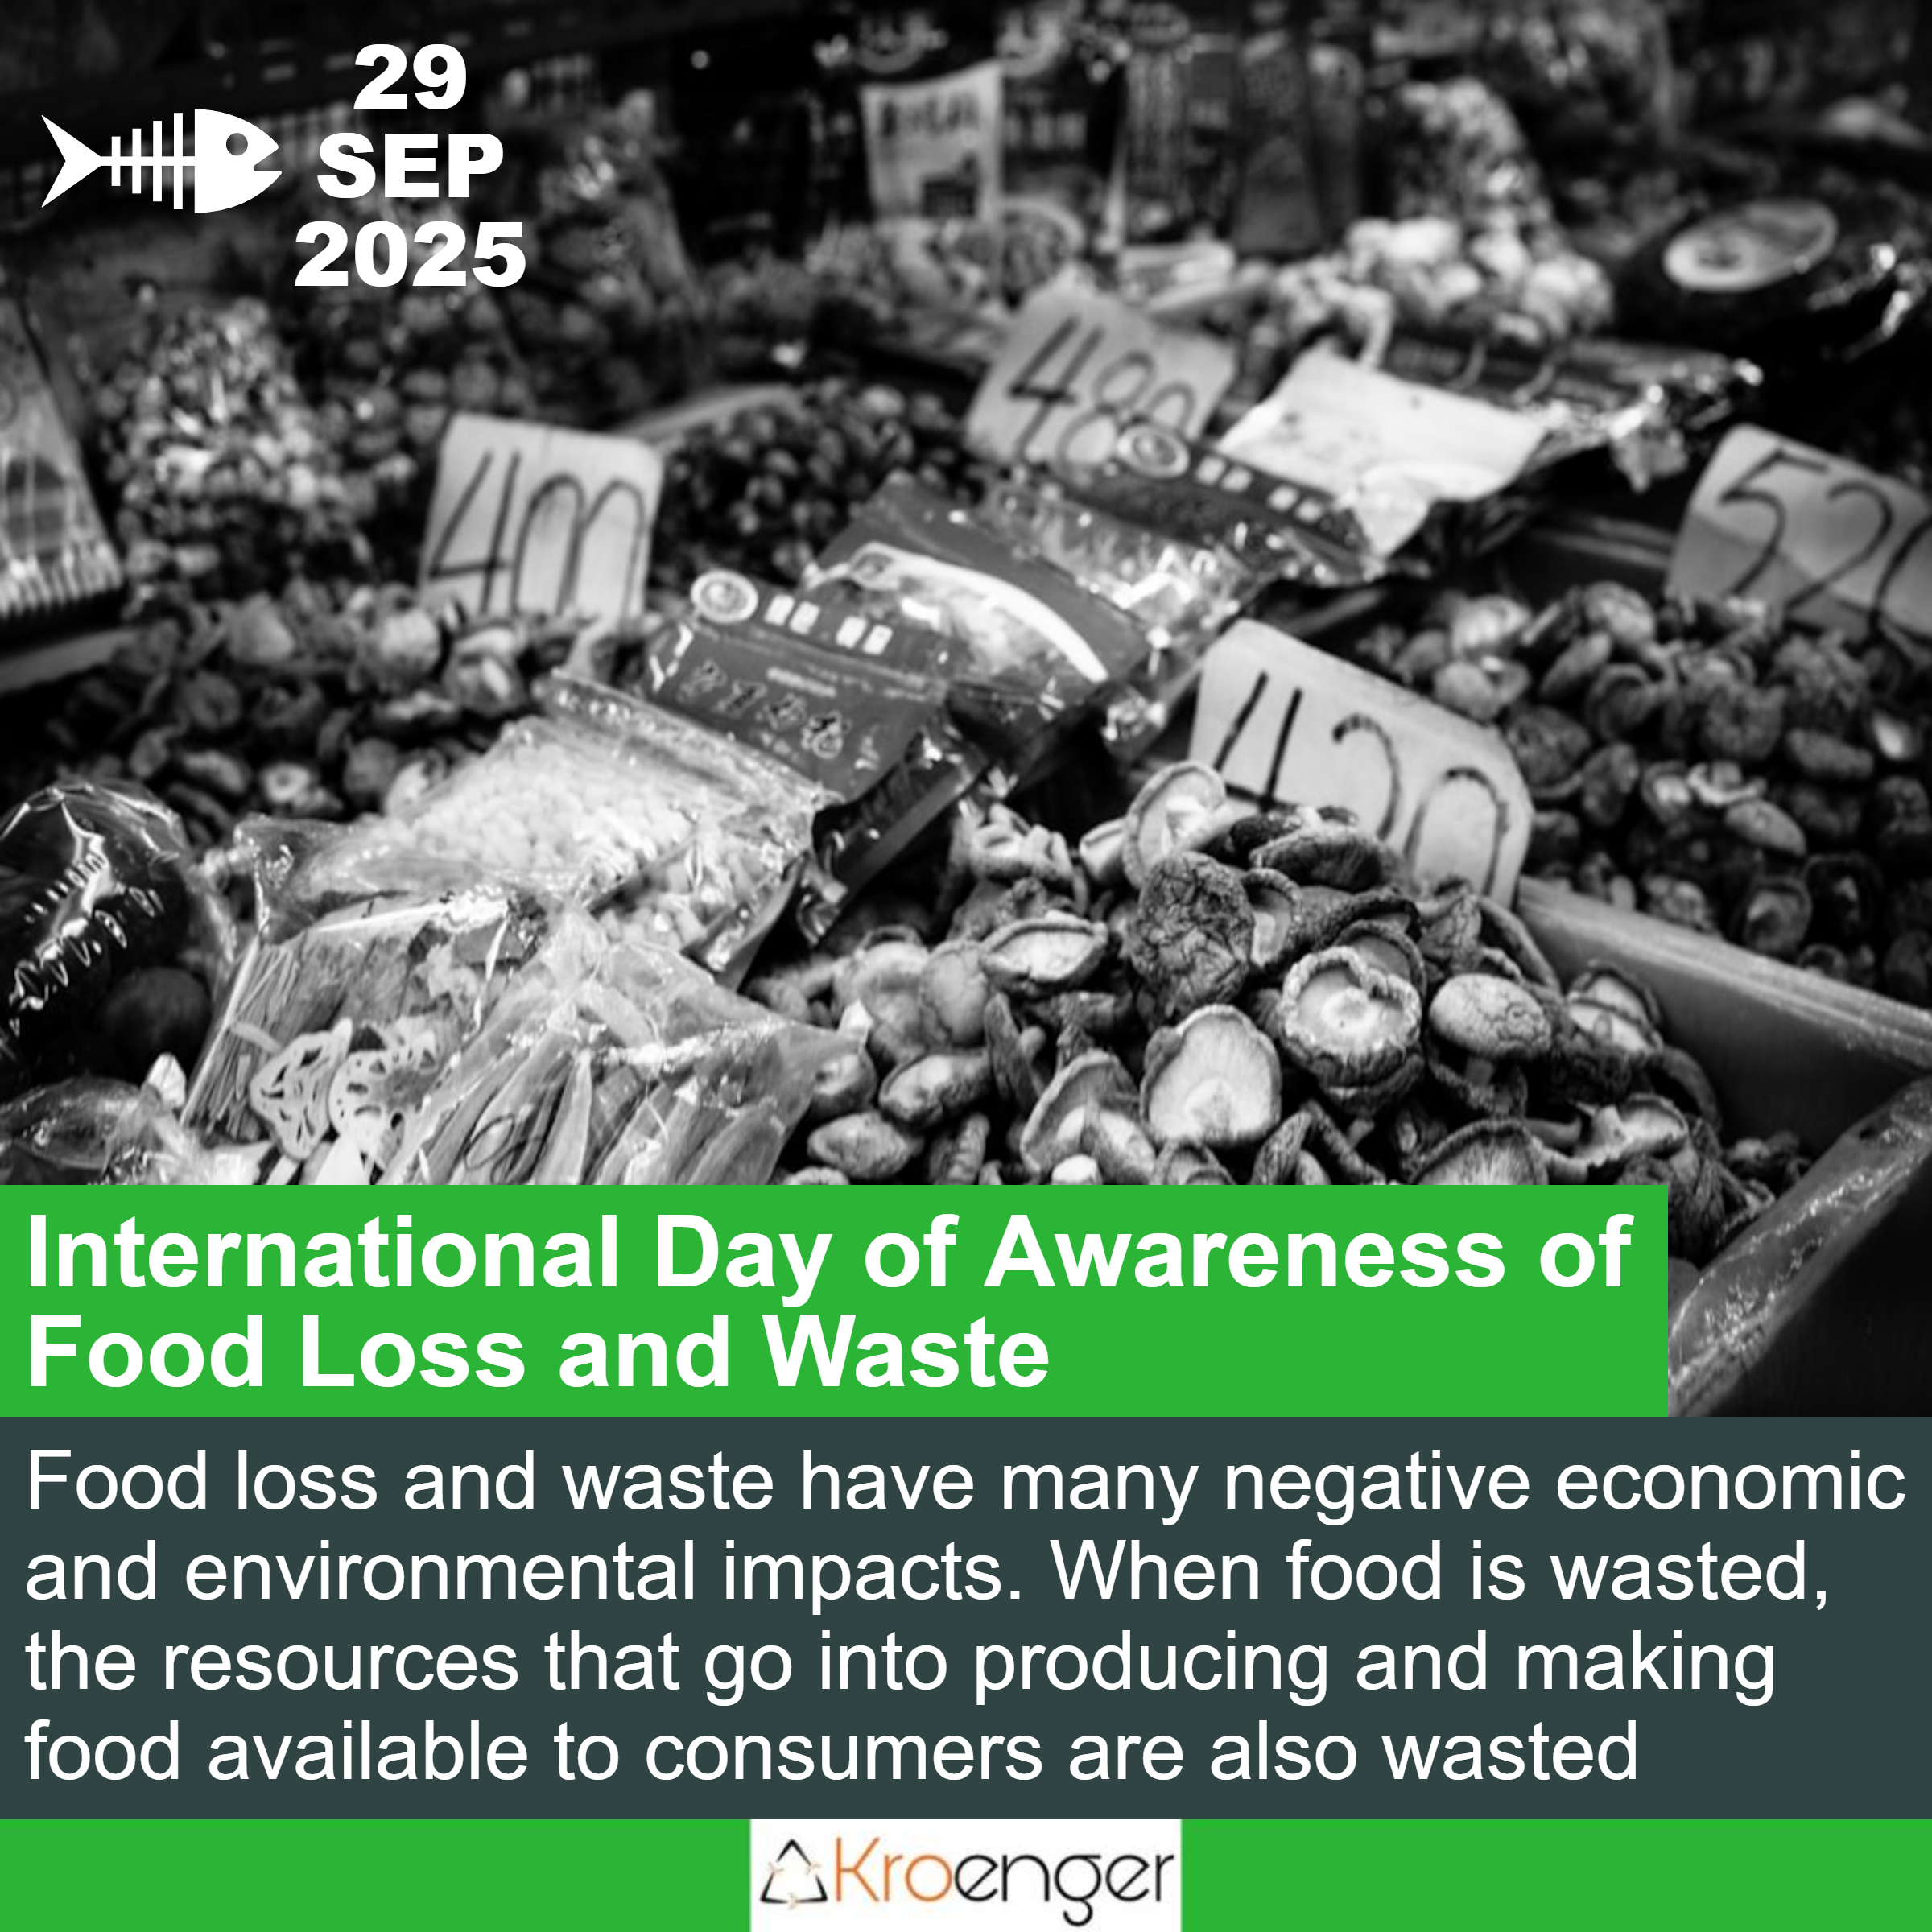 29
SEP
2025
480
400
520
420
International Day of Awareness of
Food Loss and Waste
Food loss and waste have many negative economic
and environmental impacts. When food is wasted,
the resources that go into producing and making
food available to consumers are also wasted
Kroenger